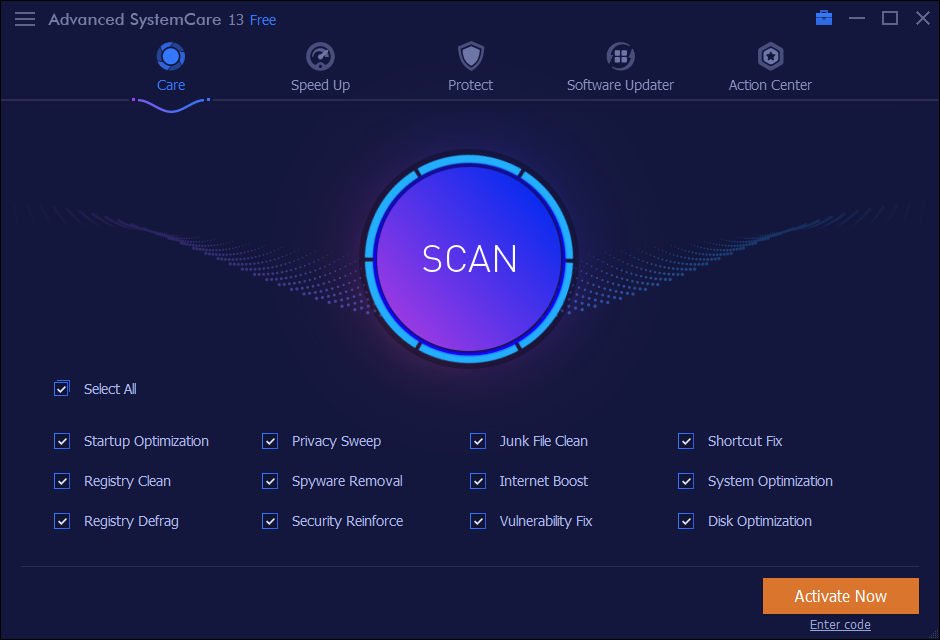 Advanced SystemCare 13 Free
Care Speed Up Protect Software Updater Action Center
SCAN
Select All
Startup Optimization Privacy Sweep Junk File Clean Shortcut Fix
Registry Clean Spyware Removal Internet Boost System Optimization
Registry Defrag Security Reinforce Vulnerability Fix Disk Optimization
Activate Now
Enter code